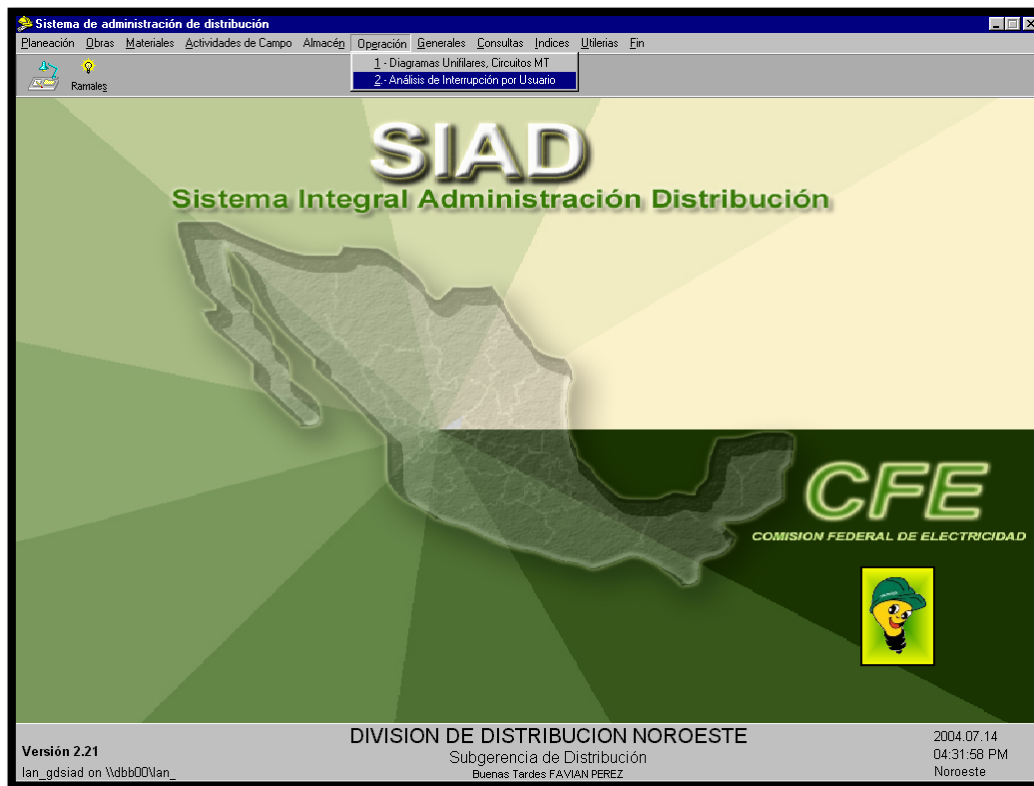 Sistema de administración de distribución
Planeación Obras Materiales Actividades de Campo Almacén Operación Generales Consultas Indices Utilerias Fin
1 - Diagramas Unifilares, Circuitos MT
2.- Análisis de Interrupción por Usuario
Ramales
SIAD
Sistema Integral Administración Distribución
CFE
COMISION FEDERAL DE ELECTRICIDAD
DIVISION DE DISTRIBUCION NOROESTE
Subgerencia de Distribución
Buenas Tardes FAVIAN PEREZ
Versión 2.21
lan_gdsiad on \\dbb00\lan_
2004.07.14
04:31:58 PM
Noroeste